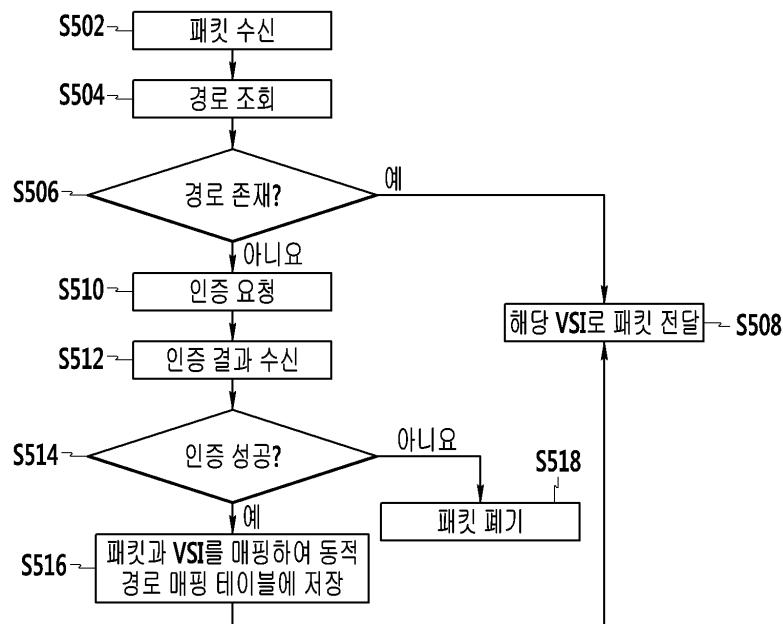 S502
패킷 수신
S504
경로 조회
S506
경로 존재?
예
아니요
S510
인증 요청
해당 VSI로 패킷 전달
S508
S512
인증 결과 수신
S514
인증 성공?
아니요
S518
패킷 폐기
예
S516
패킷과 VSI를 매핑하여 동적
경로 매핑 테이블에 저장